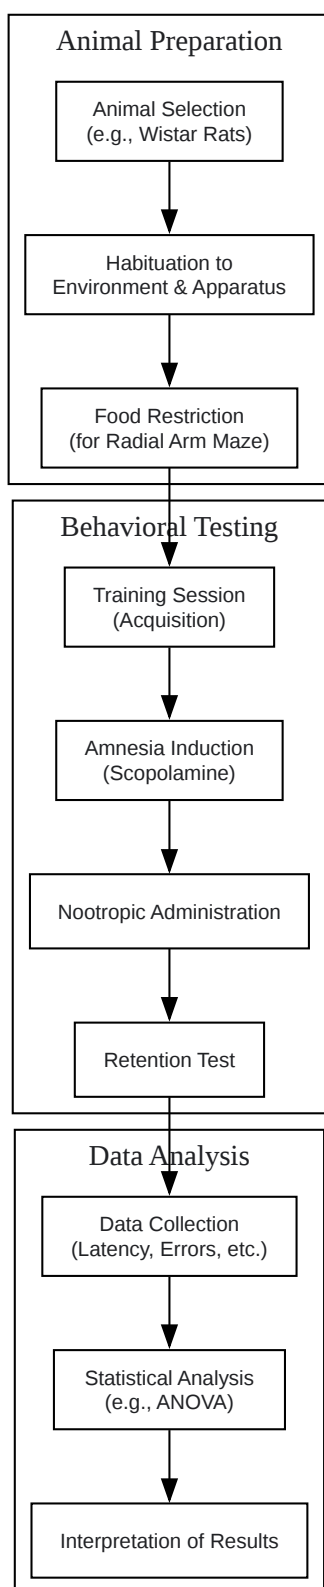 Animal Preparation
Animal Selection
(e.g., Wistar Rats)
Habituation to
Environment & Apparatus
Food Restriction
(for Radial Arm Maze)
Behavioral Testing
Training Session
(Acquisition)
Amnesia Induction
(Scopolamine)
Nootropic Administration
Retention Test
Data Analysis
Data Collection
(Latency, Errors, etc.)
Statistical Analysis
(e.g., ANOVA)
Interpretation of Results